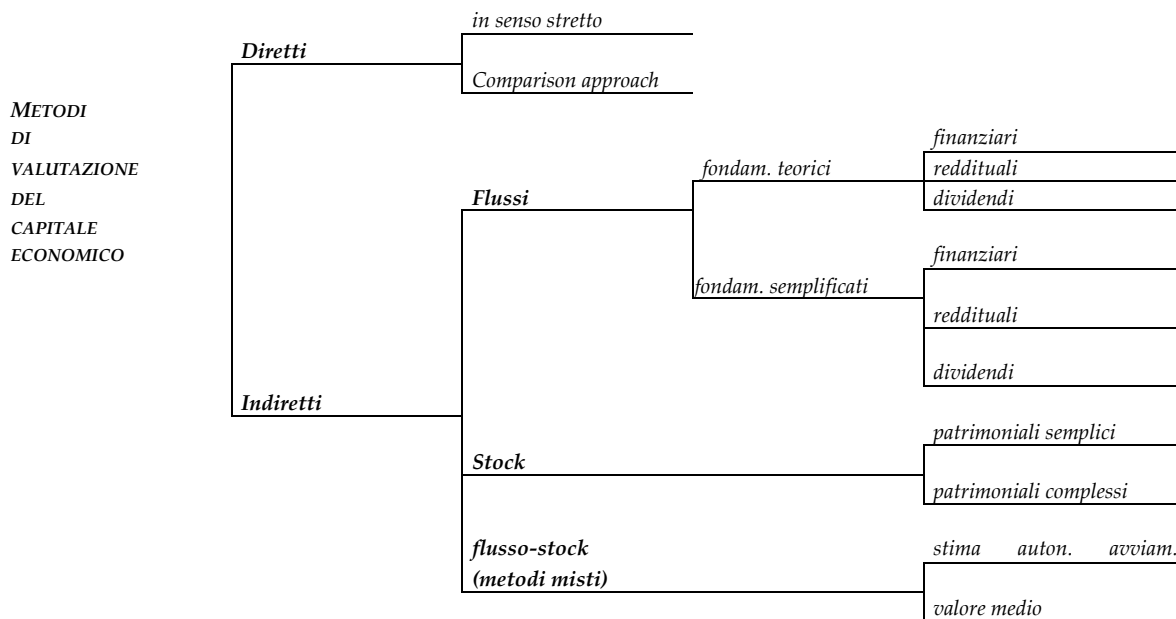 in senso stretto
Diretti
Comparison approach
METODI
DI
VALUTAZIONE
DEL
CAPITALE
ECONOMICO
finanziari
fondam. teorici
redditualі
Flussi
dividendi
finanziari
fondam. semplificati
reddituali
dividendi
Indiretti
patrimoniali semplici
Stock
patrimoniali complessi
flusso-stock
(metodi misti)
stima auton. avviam.
valore medio